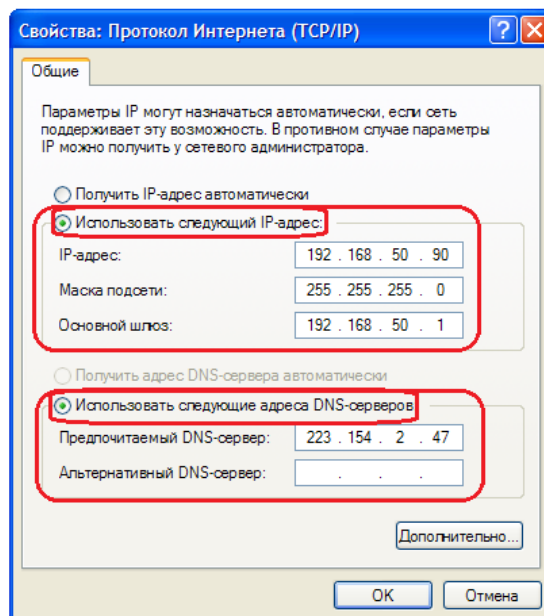 Свойства: Протокол Интернета (TCP/IP)
Общие
Параметры IP могут назначаться автоматически, если сеть
поддерживает эту возможность. В противном случае параметры
IP можно получить у сетевого администратора.
Получить IP-адрес автоматически
Использовать следующий IP-адрес:
IP-адрес: 192 . 168 . 50 . 90
Маска подсети: 255 . 255 . 255 . 0
Основной шлюз: 192 . 168 . 50 . 1
Получить адрес DNS-сервера автоматически
Использовать следующие адреса DNS-серверов
Предпочитаемый DNS-сервер: 223 . 154 . 2 . 47
Альтернативный DNS-сервер: . . .
Дополнительно...
OK Отмена